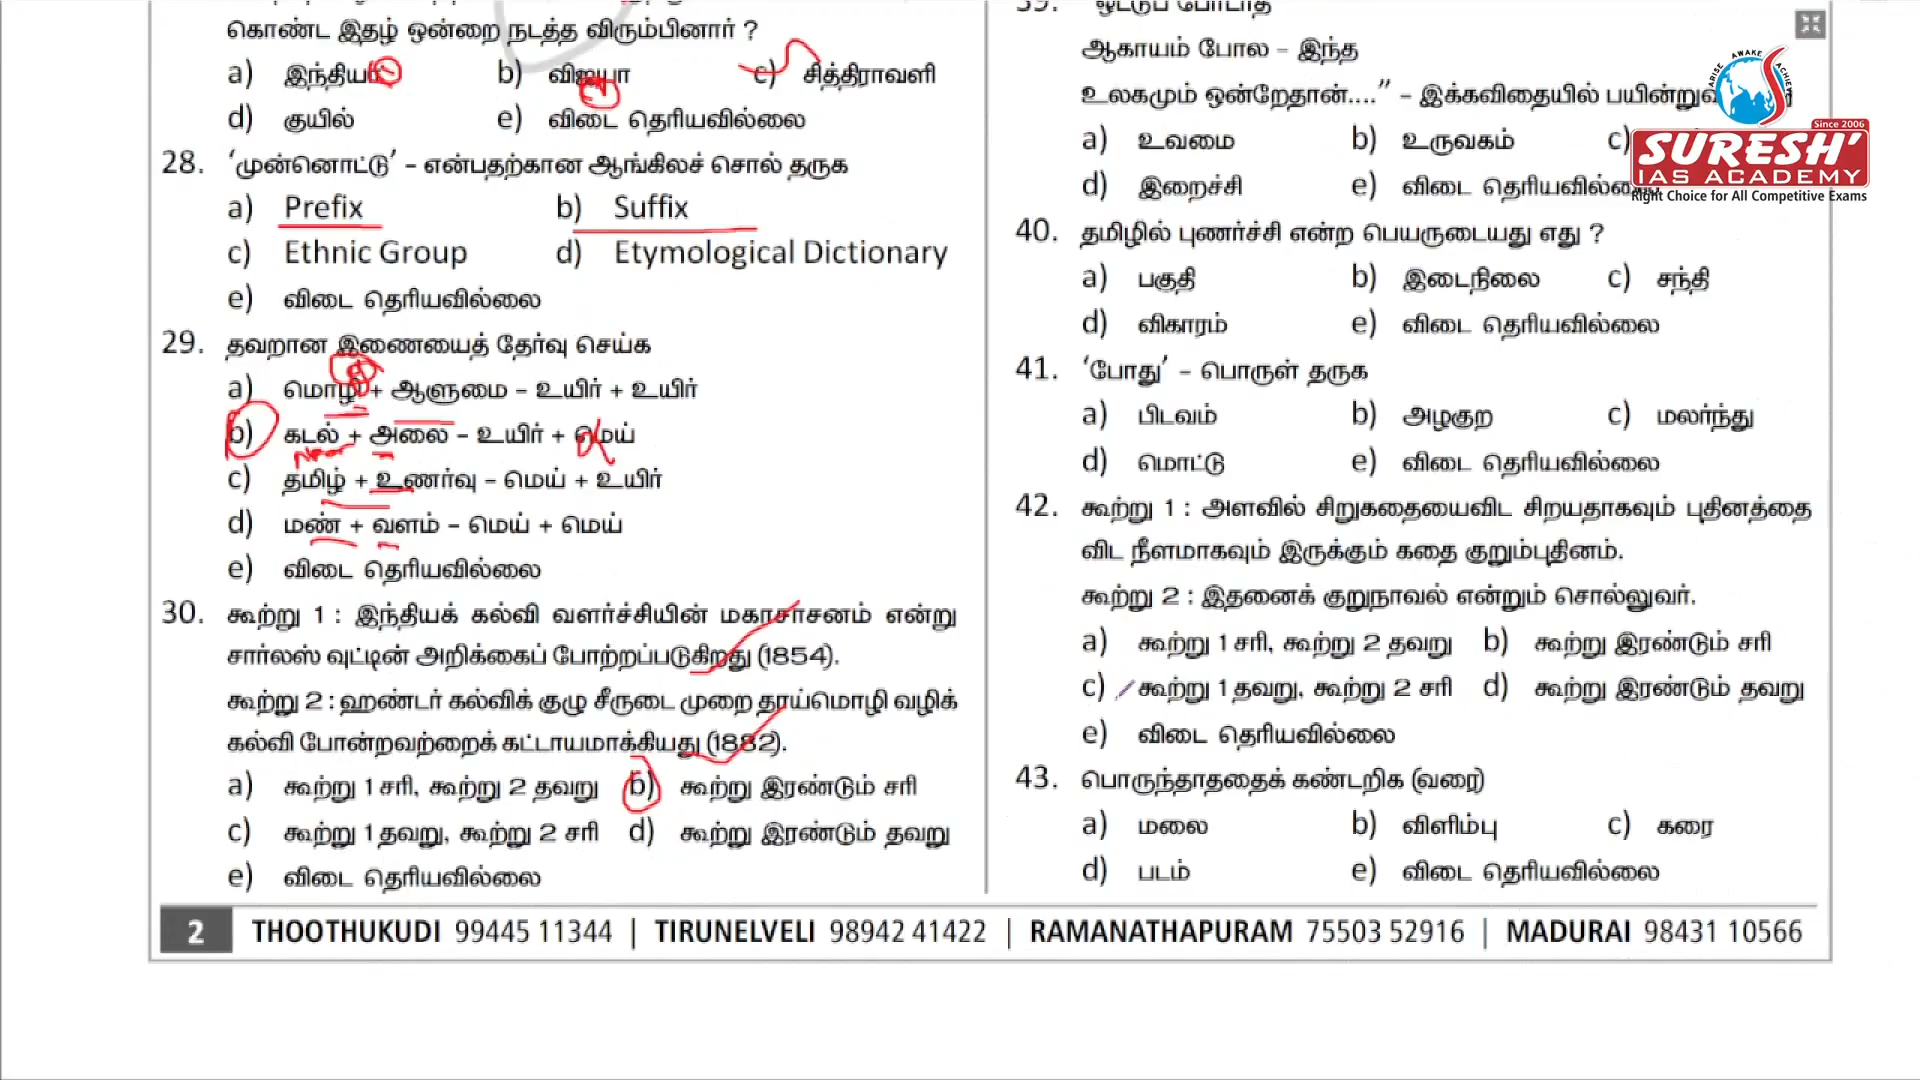 கொண்ட இதழ் ஒன்றை நடத்த விரும்பினார் ?
a) இந்தியா b) விஜயா c) சித்திராவளி
d) குயில் e) விடை தெரியவில்லை
28. ‘முன்னொட்டு’ – என்பதற்கான ஆங்கிலச் சொல் தருக
a) Prefix b) Suffix
c) Ethnic Group d) Etymological Dictionary
e) விடை தெரியவில்லை
29. தவறான இணையைத் தேர்வு செய்க
a) மொழி + ஆளுமை – உயிர் + உயிர்
b) கடல் + அலை – உயிர் + மெய்
c) தமிழ் + உணர்வு – மெய் + உயிர்
d) மண் + வளம் – மெய் + மெய்
e) விடை தெரியவில்லை
30. கூற்று 1 : இந்தியக் கல்வி வளர்ச்சியின் மகாசாசனம் என்று
சார்லஸ் வுட்டின் அறிக்கைப் போற்றப்படுகிறது (1854).
கூற்று 2 : ஹண்டர் கல்விக் குழு சீருடை முறை தாய்மொழி வழிக்
கல்வி போன்றவற்றைக் கட்டாயமாக்கியது (1882).
a) கூற்று 1 சரி, கூற்று 2 தவறு b) கூற்று இரண்டும் சரி
c) கூற்று 1 தவறு, கூற்று 2 சரி d) கூற்று இரண்டும் தவறு
e) விடை தெரியவில்லை
39. “ஒட்டுப் போடாத
ஆகாயம் போல – இந்த
உலகமும் ஒன்றேதான்....” – இக்கவிதையில்
a) உவமை b) உருவகம் c)
d) இறைச்சி e) விடை தெரியவில்லை
40. தமிழில் புணர்ச்சி என்ற பெயருடையது எது ?
a) பகுதி b) இடைநிலை c) சந்தி
d) விகாரம் e) விடை தெரியவில்லை
41. ‘போது’ – பொருள் தருக
a) பிடவம் b) அழகுற c) மலர்ந்து
d) மொட்டு e) விடை தெரியவில்லை
42. கூற்று 1 : அளவில் சிறுகதையைவிட சிறயதாகவும் புதினத்தை
விட நீளமாகவும் இருக்கும் கதை குறும்புதினம்.
கூற்று 2 : இதனைக் குறுநாவல் என்றும் சொல்லுவர்.
a) கூற்று 1 சரி, கூற்று 2 தவறு b) கூற்று இரண்டும் சரி
c) கூற்று 1 தவறு, கூற்று 2 சரி d) கூற்று இரண்டும் தவறு
e) விடை தெரியவில்லை
43. பொருந்தாததைக் கண்டறிக (வரை)
a) மலை b) விளிம்பு c) கரை
d) படம் e) விடை தெரியவில்லை
ARISE AWAKE ACHIEVE
Since 2006
SURESH'
IAS ACADEMY
Right Choice for All Competitive Exams
2 THOOTHUKUDI 99445 11344 | TIRUNELVELI 98942 41422 | RAMANATHAPURAM 75503 52916 | MADURAI 98431 10566